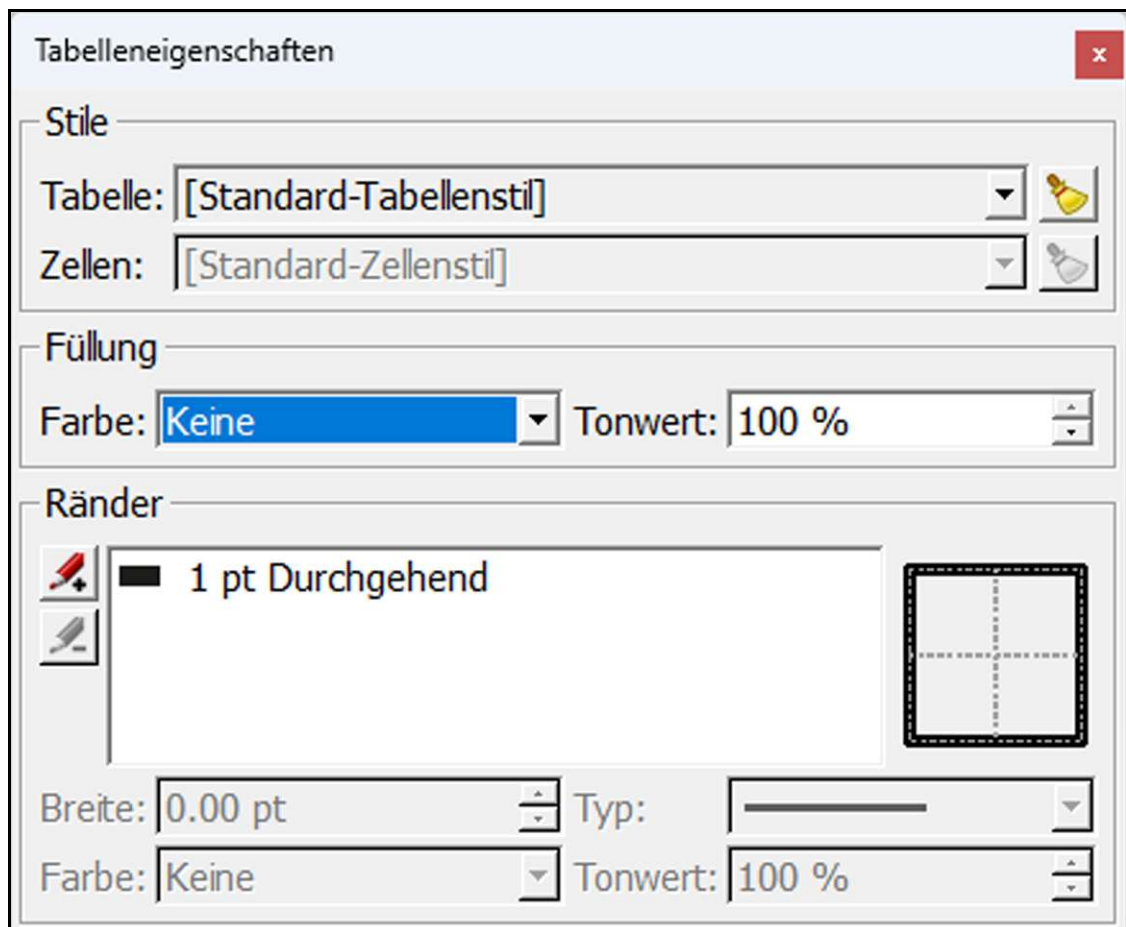 Tabelleneigenschaften
Stile
Tabelle: [Standard-Tabellenstil]
Zellen: [Standard-Zellenstil]
Füllung
Farbe: Keine Tonwert: 100 %
Ränder
1 pt Durchgehend
Breite: 0.00 pt Typ:
Farbe: Keine Tonwert: 100 %